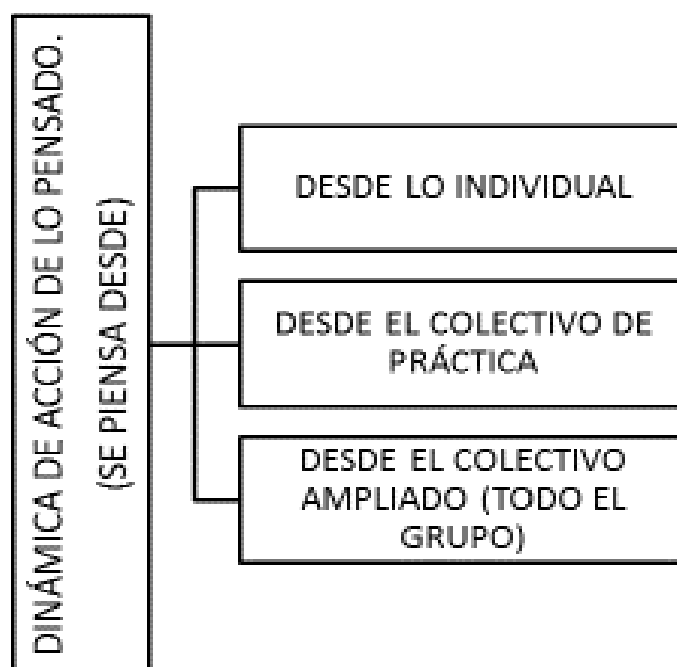 DINÁMICA DE ACCIÓN DE LO PENSADO.
(SE PIENSA DESDE)
DESDE LO INDIVIDUAL
DESDE EL COLECTIVO DE
PRÁCTICA
DESDE EL COLECTIVO
AMPLIADO (TODO EL
GRUPO)